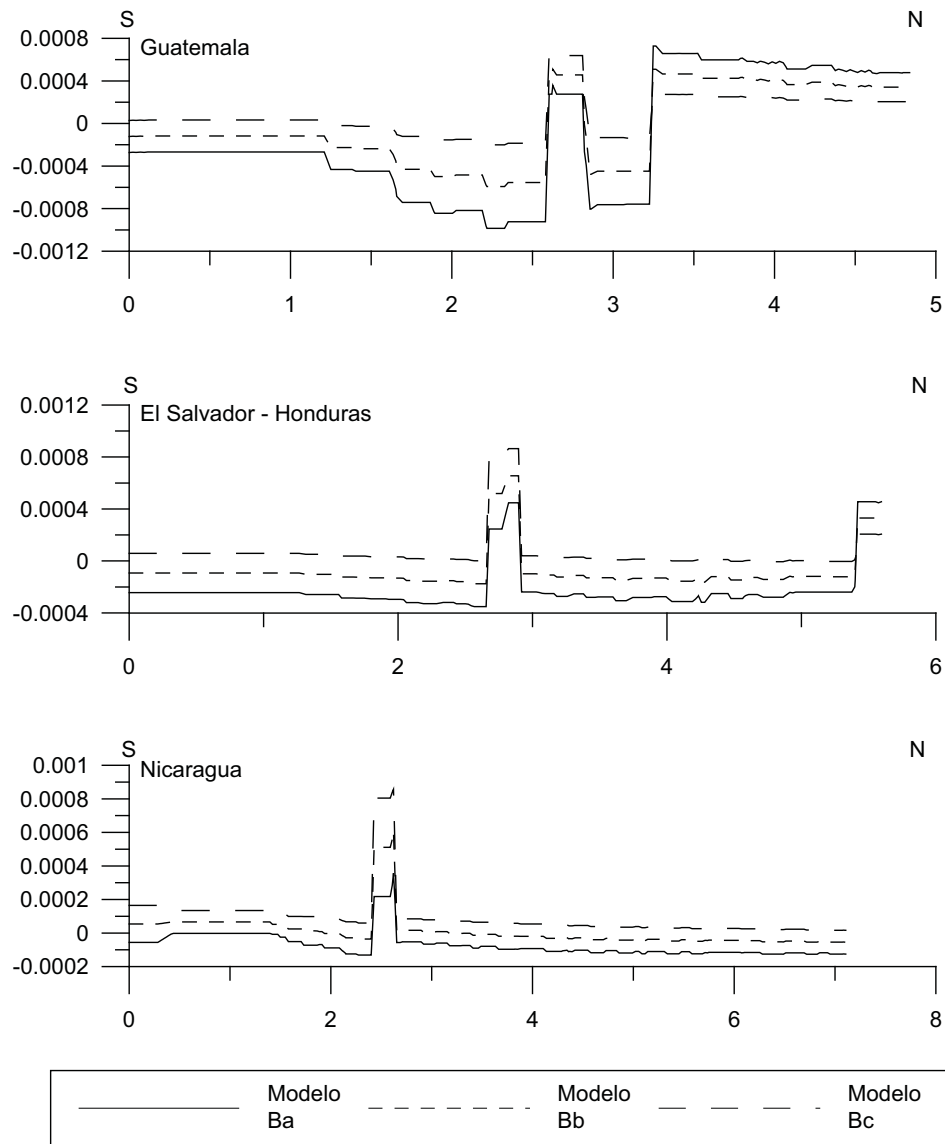 S N
0.0008
Guatemala
0.0004
0
-0.0004
-0.0008
-0.0012
0 1 2 3 4 5
S N
0.0012
El Salvador - Honduras
0.0008
0.0004
0
-0.0004
0 2 4 6
S N
0.001
Nicaragua
0.0008
0.0006
0.0004
0.0002
0
-0.0002
0 2 4 6 8
Modelo Modelo Modelo
Ba Bb Bc